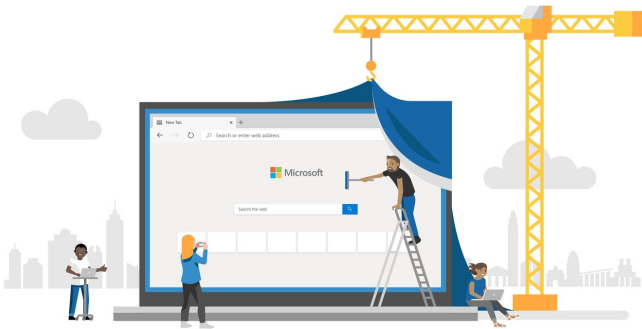 New Tab
Search or enter web address
Microsoft
Search the web